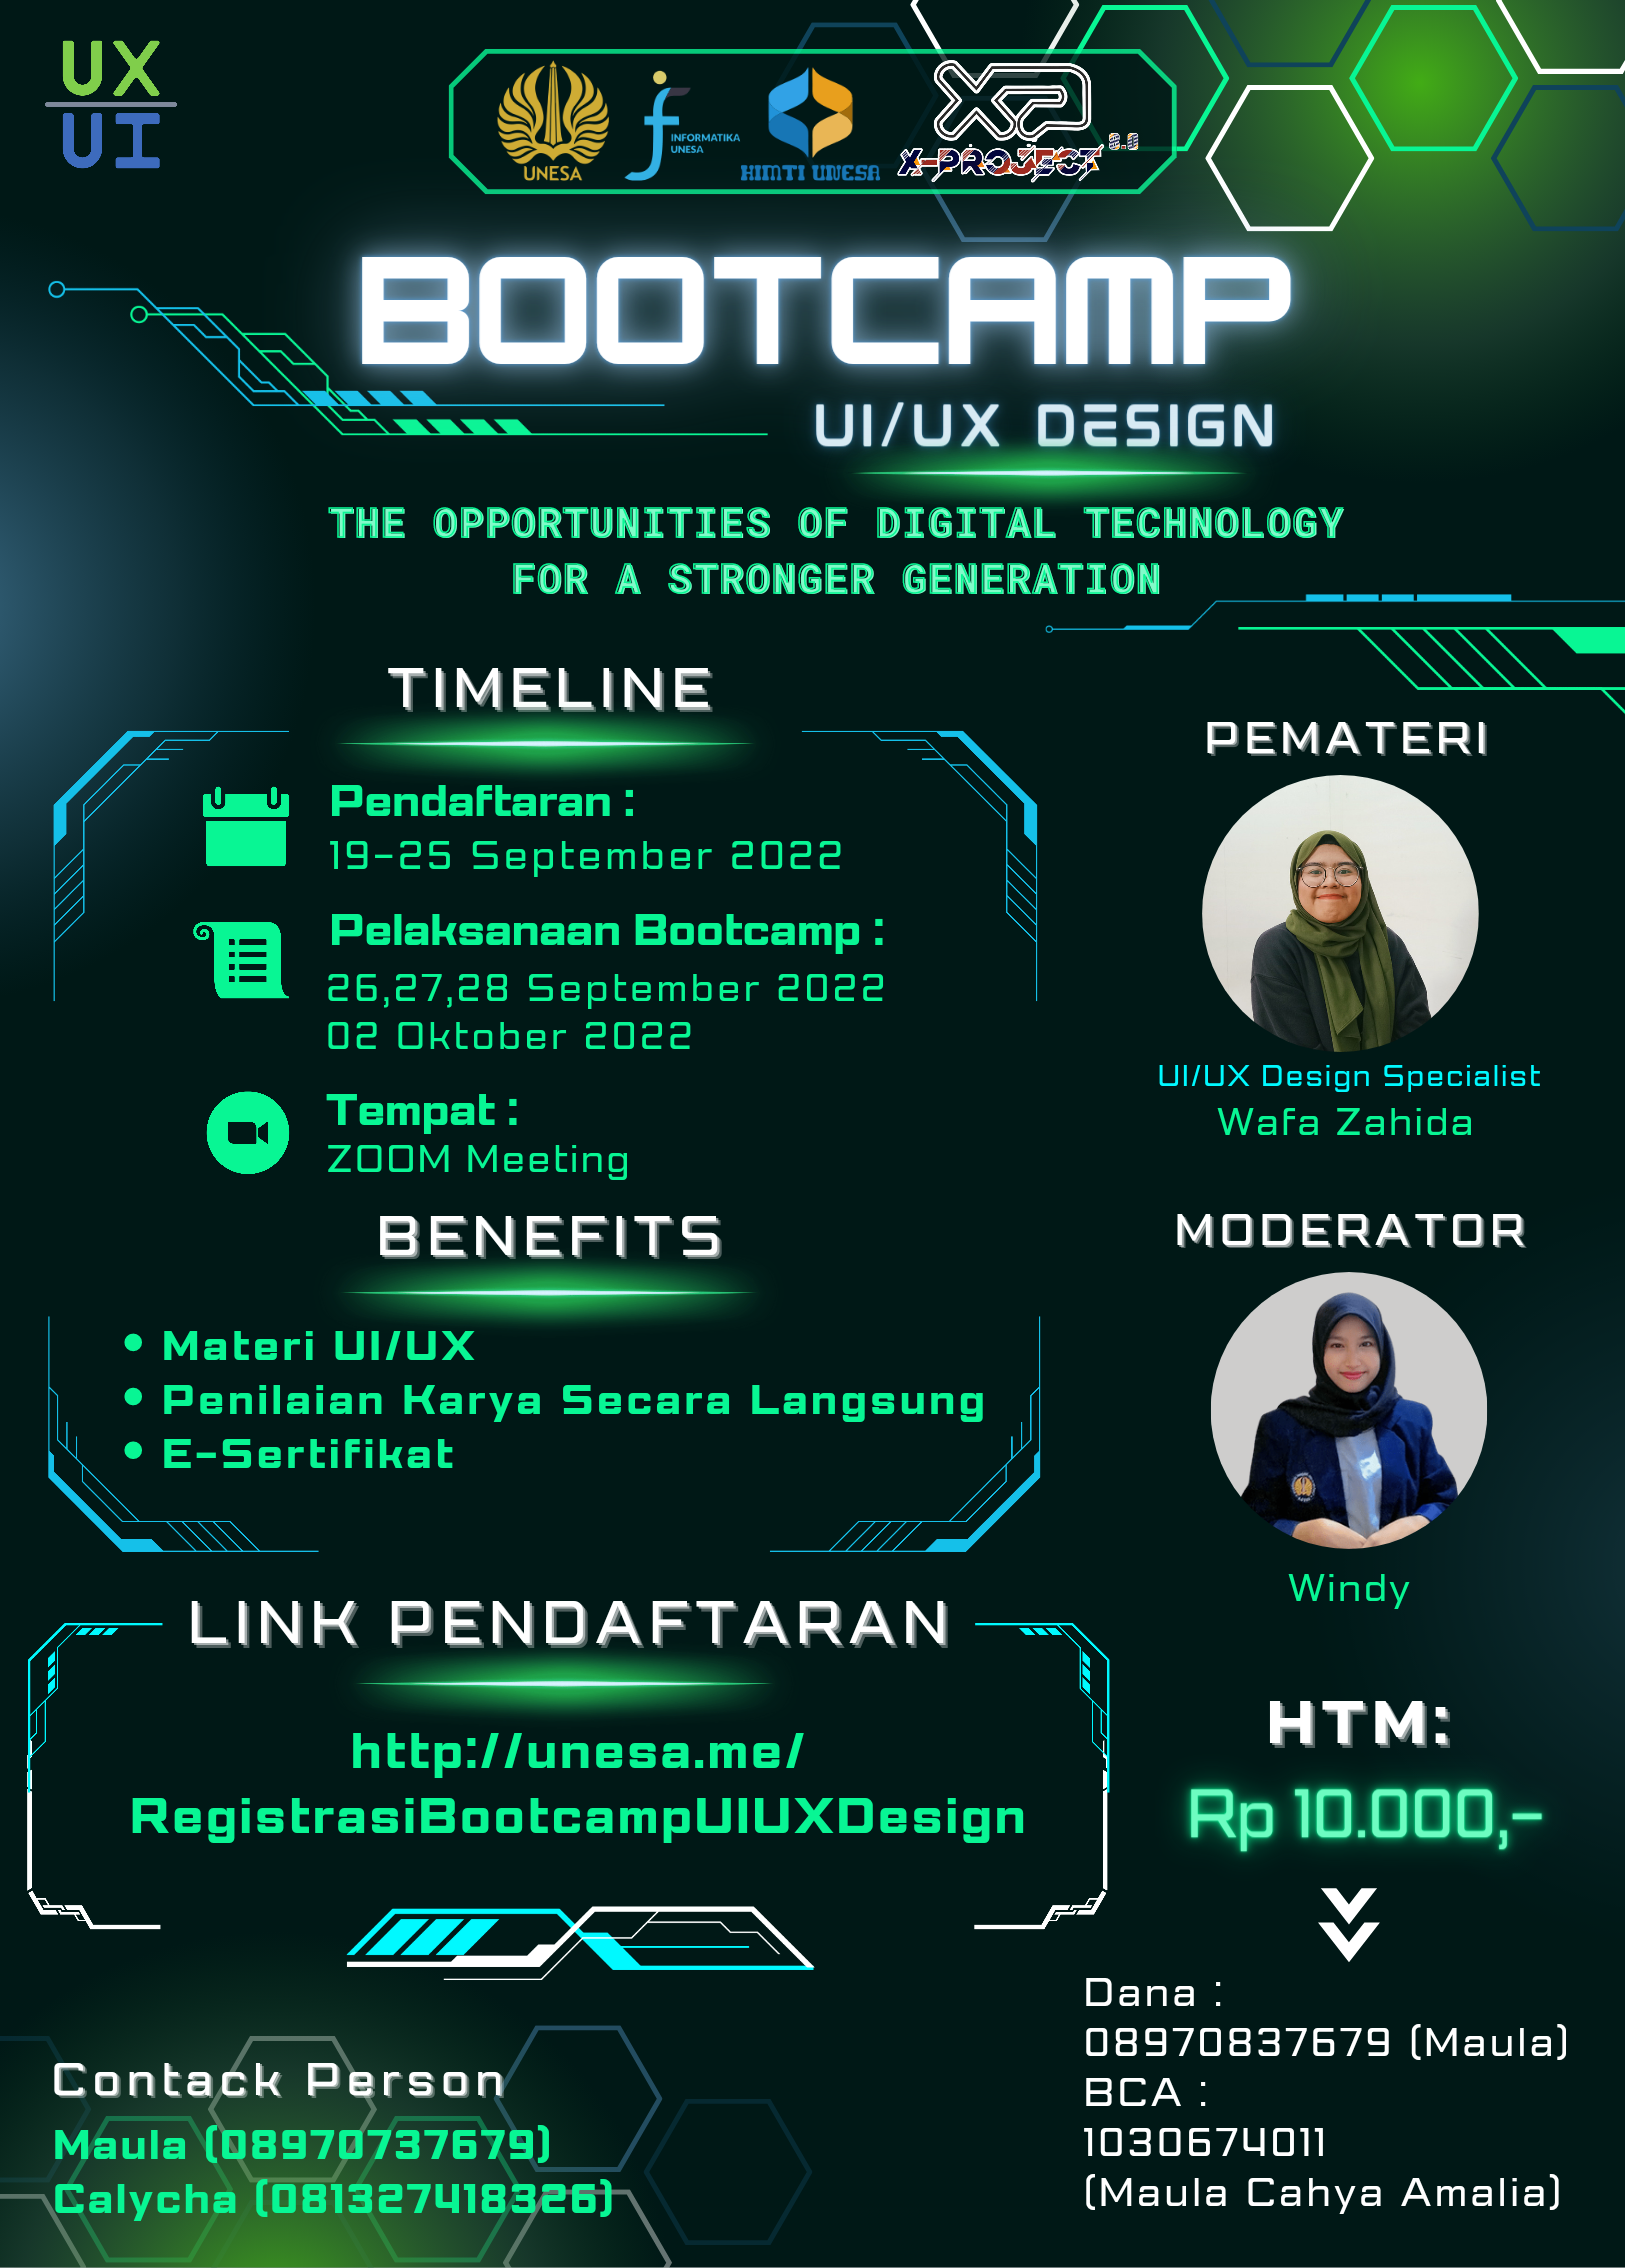 UX
UI
UNESA
INFORMATIKA
UNESA
HIMTI UNESA
X-PROJECT
BOOTCAMP
UI/UX DESIGN
THE OPPORTUNITIES OF DIGITAL TECHNOLOGY
FOR A STRONGER GENERATION
TIMELINE
Pendaftaran :
19-25 September 2022
Pelaksanaan Bootcamp :
26,27,28 September 2022
02 Oktober 2022
Tempat :
ZOOM Meeting
PEMATERI
UI/UX Design Specialist
Wafa Zahida
BENEFITS
• Materi UI/UX
• Penilaian Karya Secara Langsung
• E-Sertifikat
MODERATOR
Windy
LINK PENDAFTARAN
http://unesa.me/
RegistrasiBootcampUIUXDesign
HTM:
Rp 10.000,-
Dana :
08970837679 (Maula)
BCA :
1030674011
(Maula Cahya Amalia)
Contack Person
Maula (08970737679)
Calycha (081327418326)